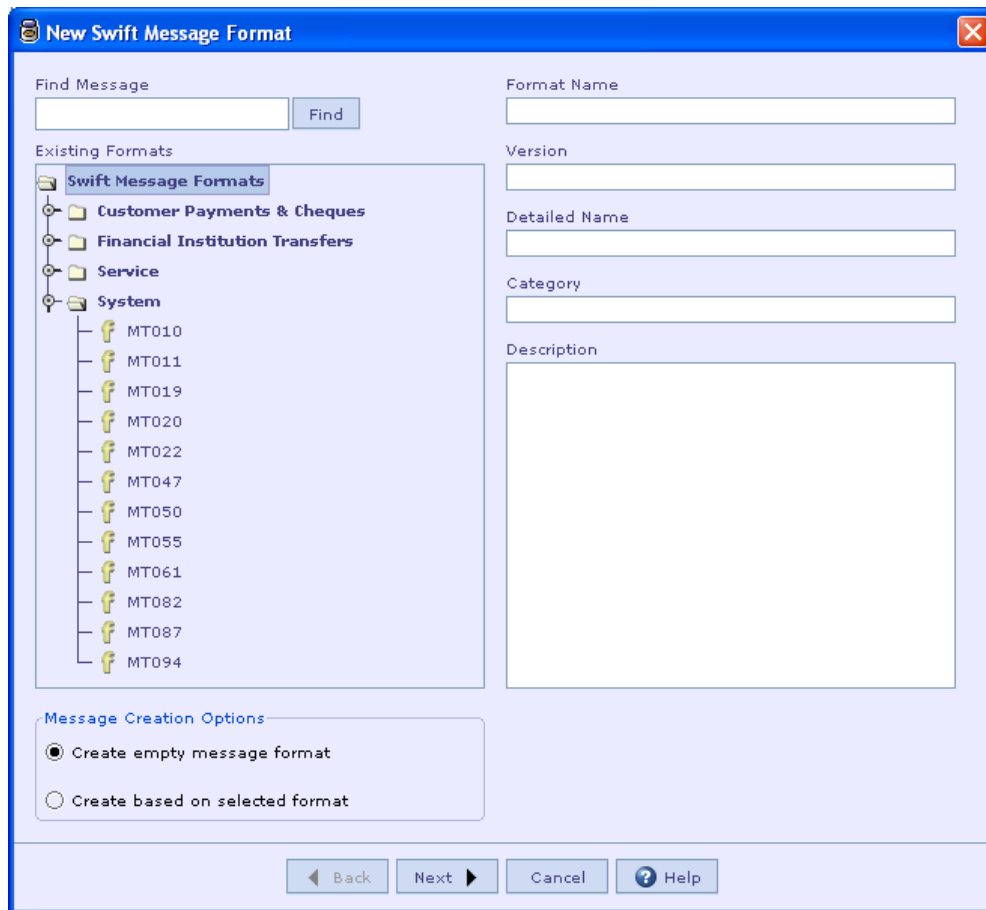 New Swift Message Format
Find Message
Find
Existing Formats
Swift Message Formats
Customer Payments & Cheques
Financial Institution Transfers
Service
System
MT010
MT011
MT019
MT020
MT022
MT047
MT050
MT055
MT061
MT082
MT087
MT094
Message Creation Options
Create empty message format
Create based on selected format
Format Name
Version
Detailed Name
Category
Description
Back
Next
Cancel
Help